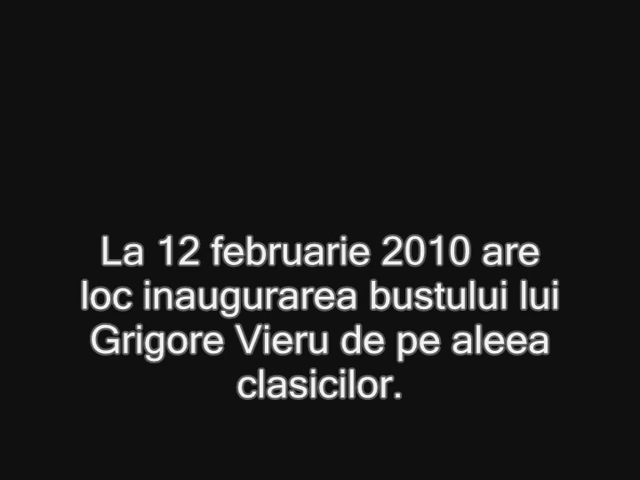 La 12 februarie 2010 are
loc inaugurarea bustului lui
Grigore Vieru de pe aleea
clasicilor.